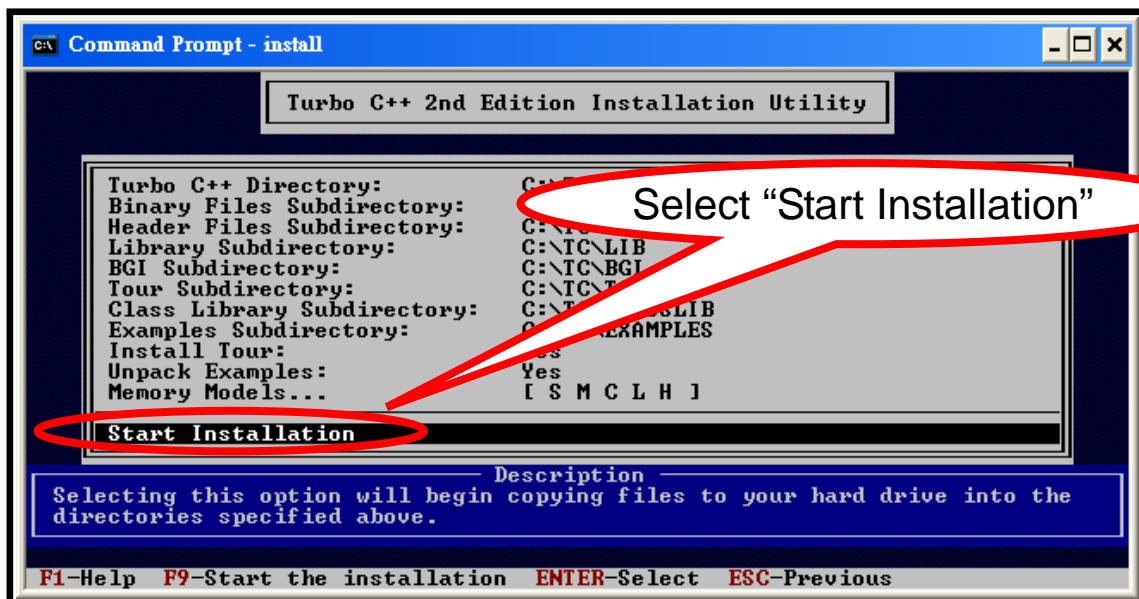 Command Prompt - install
Turbo C++ 2nd Edition Installation Utility
Turbo C++ Directory:
Binary Files Subdirectory:
Select “Start Installation”
Header Files Subdirectory:
Library Subdirectory: C:\TC\LIB
BGI Subdirectory: C:\TC\BGI
Tour Subdirectory:
Class Library Subdirectory:
Examples Subdirectory:
Install Tour:
Unpack Examples: Yes
Memory Models... [ S M C L H ]
Start Installation
Description
Selecting this option will begin copying files to your hard drive into the
directories specified above.
F1-Help F9-Start the installation ENTER-Select ESC-Previous